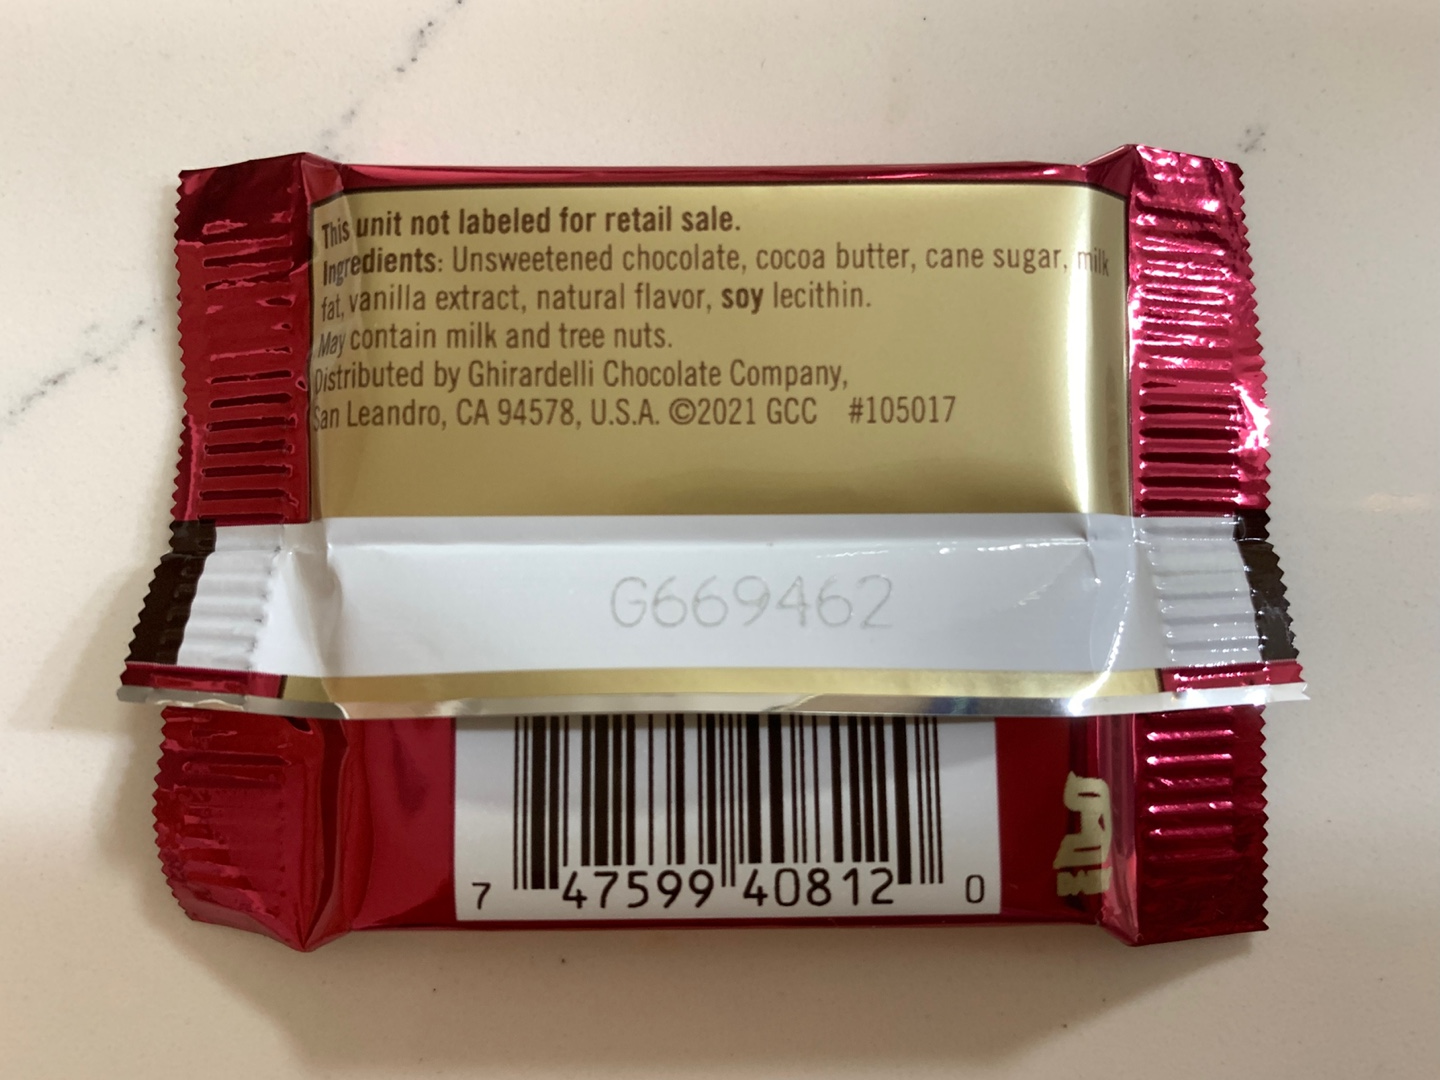 This unit not labeled for retail sale.
Ingredients: Unsweetened chocolate, cocoa butter, cane sugar, milk
fat, vanilla extract, natural flavor, soy lecithin.
May contain milk and tree nuts.
Distributed by Ghirardelli Chocolate Company,
San Leandro, CA 94578, U.S.A. ©2021 GCC #105017
G669462
7 47599 40812 0